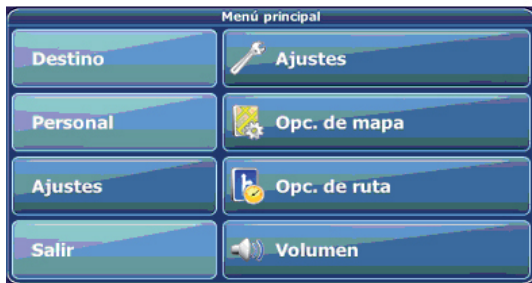 Menú principal
Destino
Ajustes
Personal
Opc. de mapa
Ajustes
Opc. de ruta
Salir
Volumen